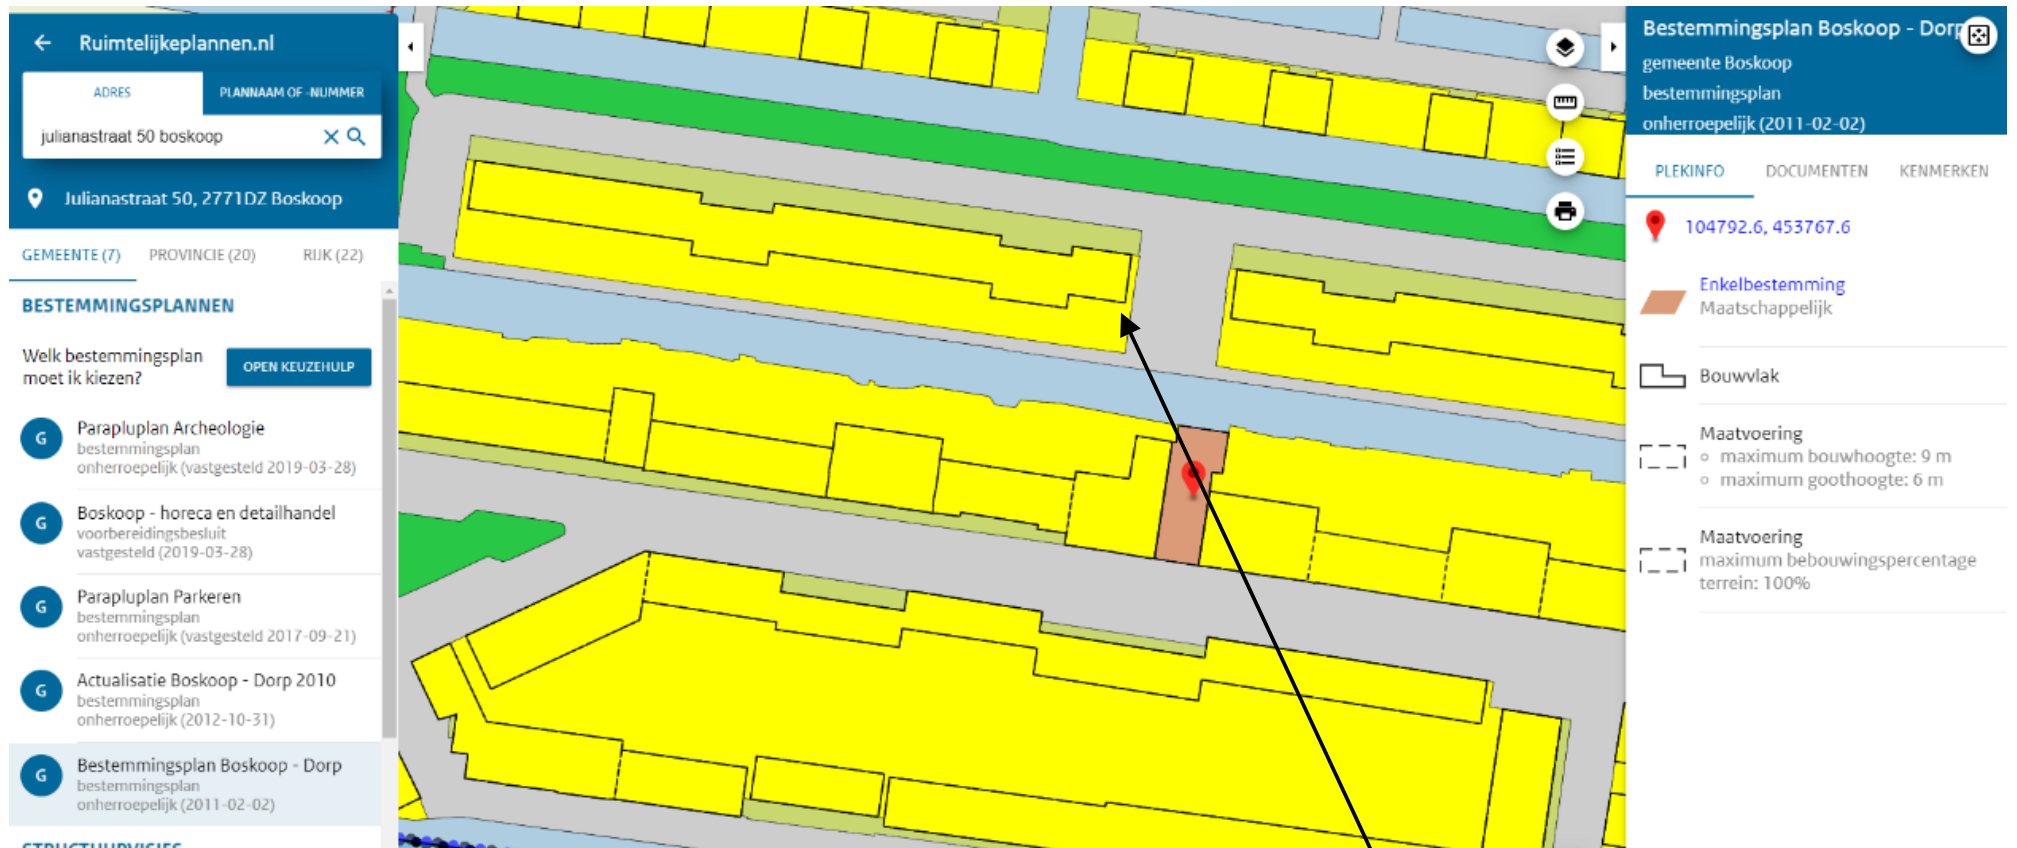 Ruimtelijkeplannen.nl
ADRES
PLANNAAM OF -NUMMER
julianastraat 50 boskoop
Julianastraat 50, 2771DZ Boskoop
GEMEENTE (7)
PROVINCIE (20)
RIJK (22)
BESTEMMINGSPLANNEN
Welk bestemmingsplan
moet ik kiezen?
OPEN KEUZEHULP
G
Parapluplan Archeologie
bestemmingsplan
onherroepelijk (vastgesteld 2019-03-28)
G
Boskoop - horeca en detailhandel
voorbereidingsbesluit
vastgesteld (2019-03-28)
G
Parapluplan Parkeren
bestemmingsplan
onherroepelijk (vastgesteld 2017-09-21)
G
Actualisatie Boskoop - Dorp 2010
bestemmingsplan
onherroepelijk (2012-10-31)
G
Bestemmingsplan Boskoop - Dorp
bestemmingsplan
onherroepelijk (2011-02-02)
STRUCTUURVISIES
Bestemmingsplan Boskoop - Dorp
gemeente Boskoop
bestemmingsplan
onherroepelijk (2011-02-02)
PLEKINFO
DOCUMENTEN
KENMERKEN
104792.6, 453767.6
Enkelbestemming
Maatschappelijk
Bouwvlak
Maatvoering
maximum bouwhoogte: 9 m
maximum goothoogte: 6 m
Maatvoering
maximum bebouwingspercentage
terrein: 100%